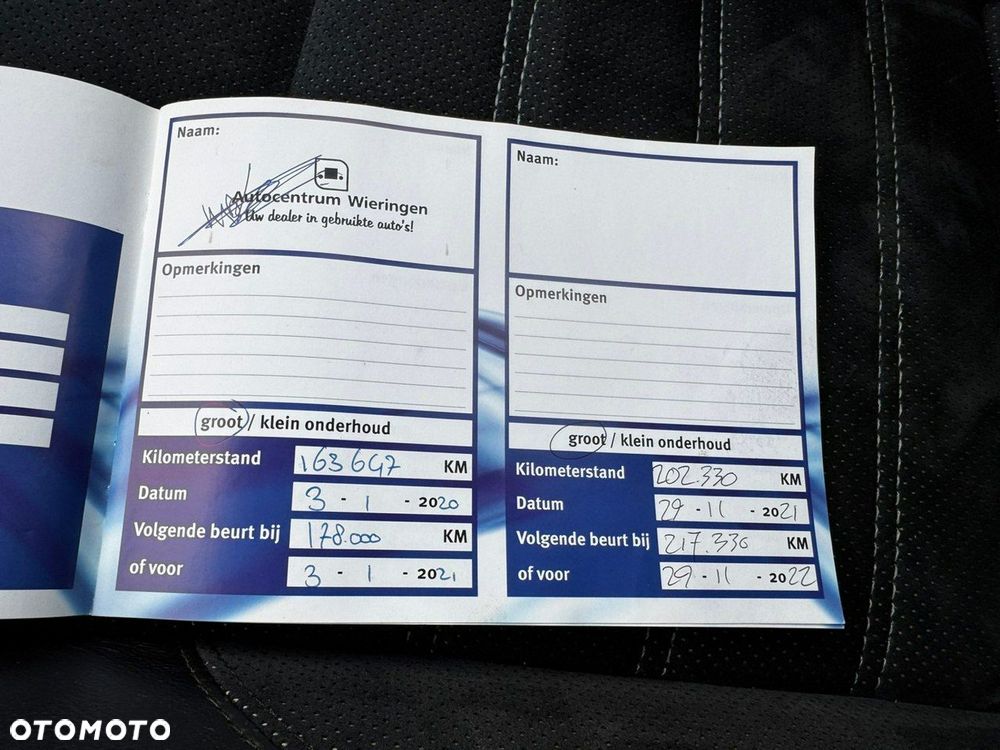 Naam:
Autocentrum Wieringen
Uw dealer in gebruikte auto's!
Opmerkingen
groot / klein onderhoud
Kilometerstand 163647 KM
Datum 3 - 1 - 2020
Volgende beurt bij 178.000 KM
of voor 3 - 1 - 2021
Naam:
Opmerkingen
groot / klein onderhoud
Kilometerstand 202.330 KM
Datum 29 - 11 - 2021
Volgende beurt bij 217.330 KM
of voor 29 - 11 - 2022
OTOMOTO